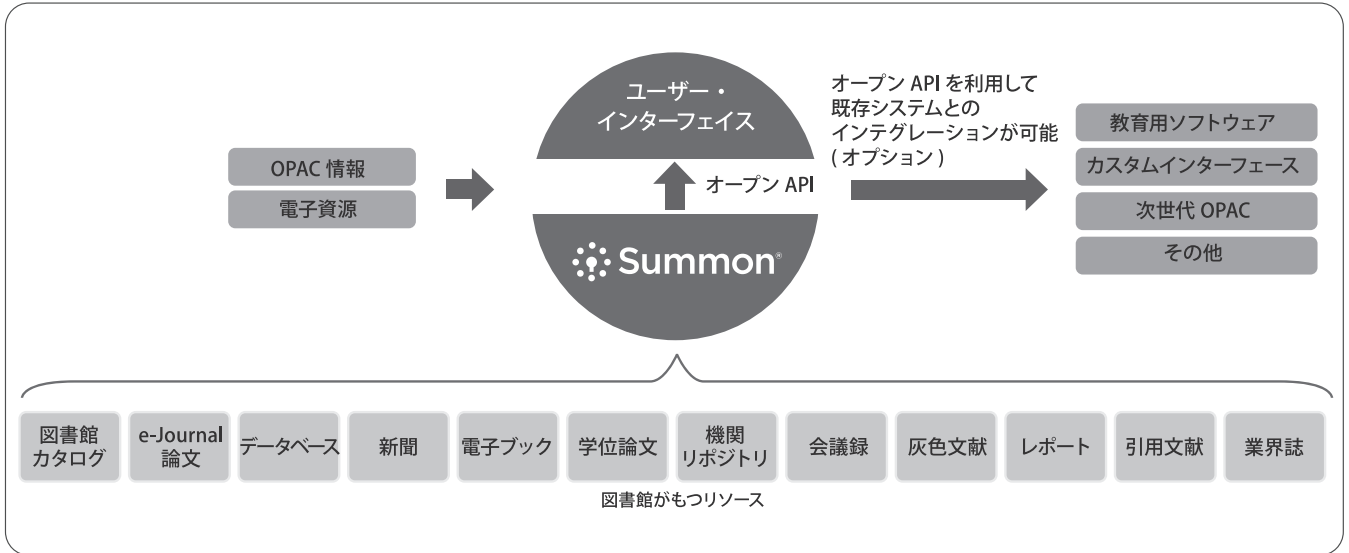 OPAC 情報
電子資源
ユーザー・
インターフェイス
オープン API
Summon®
オープン API を利用して
既存システムとの
インテグレーションが可能
( オプション )
教育用ソフトウェア
カスタムインターフェース
次世代 OPAC
その他
図書館
カタログ
e-Journal
論文
データベース
新聞
電子ブック
学位論文
機関
リポジトリ
会議録
灰色文献
レポート
引用文献
業界誌
図書館がもつリソース